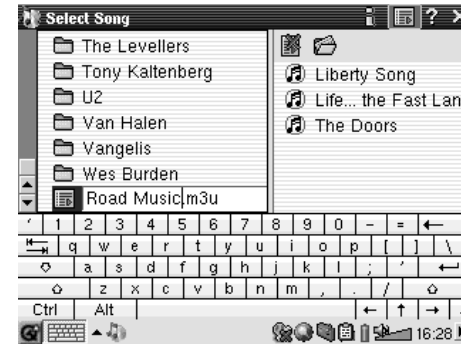 Select Song
?
The Levellers
Tony Kaltenberg
U2
Van Halen
Vangelis
Wes Burden
Road Music.m3u
Liberty Song
Life... the Fast Lan
The Doors
' 1 2 3 4 5 6 7 8 9 0 - =
q w e r t y u i o p [ ] \
a s d f g h j k l ; '
z x c v b n m , . /
Ctrl Alt
16:28